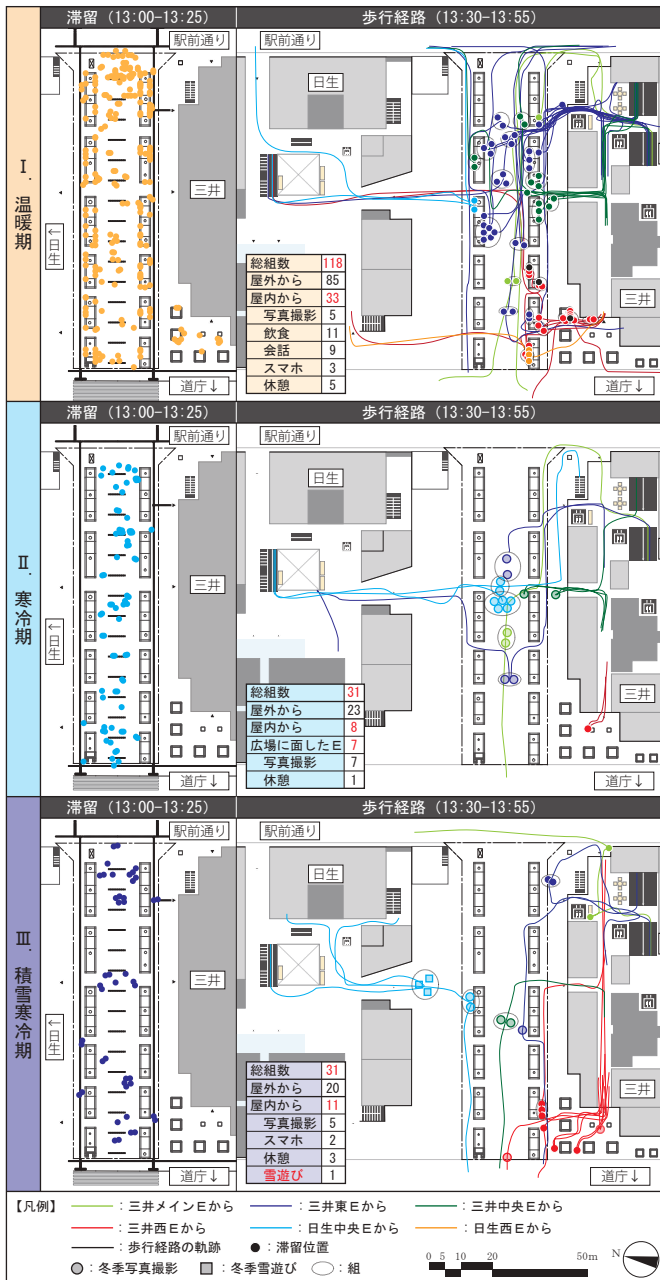 滞留 (13:00-13:25)
歩行経路 (13:30-13:55)
Ⅰ. 温暖期
駅前通り
駅前通り
日生
三井
←日生
三井
総組数 118
屋外から 85
屋内から 33
写真撮影 5
飲食 11
会話 9
スマホ 3
休憩 5
道庁↓
道庁↓
滞留 (13:00-13:25)
歩行経路 (13:30-13:55)
Ⅱ. 寒冷期
駅前通り
駅前通り
日生
三井
←日生
三井
総組数 31
屋外から 23
屋内から 8
広場に面したE 7
写真撮影 7
休憩 1
道庁↓
道庁↓
滞留 (13:00-13:25)
歩行経路 (13:30-13:55)
Ⅲ. 積雪寒冷期
駅前通り
駅前通り
日生
三井
←日生
三井
総組数 31
屋外から 20
屋内から 11
写真撮影 5
スマホ 2
休憩 3
雪遊び 1
道庁↓
道庁↓
【凡例】 :三井メインEから :三井東Eから :三井中央Eから
:三井西Eから :日生中央Eから :日生西Eから
:歩行経路の軌跡 :滞留位置
:冬季写真撮影 :冬季雪遊び :組
0 5 10 20 50m
N